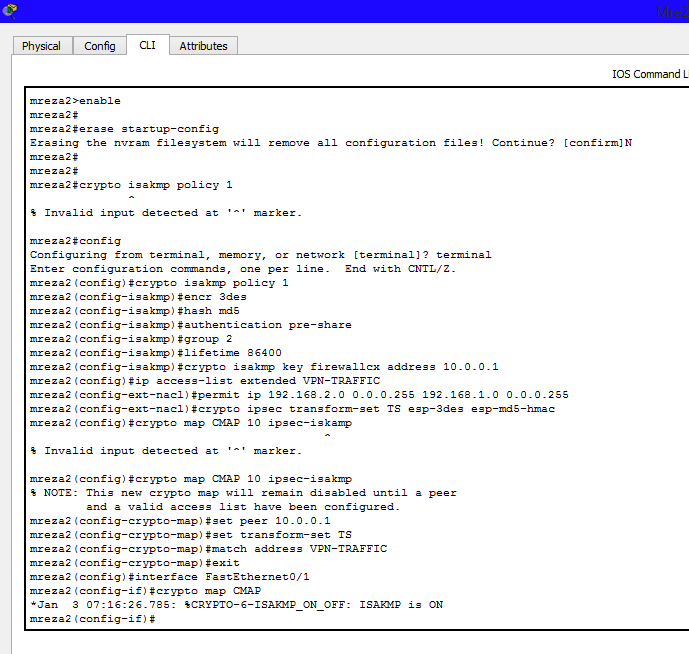 Mre
Physical Config CLI Attributes
IOS Command L
mreza2>enable
mreza2#
mreza2#erase startup-config
Erasing the nvram filesystem will remove all configuration files! Continue? [confirm]N
mreza2#
mreza2#
mreza2#crypto isakmp policy 1
^
% Invalid input detected at '^' marker.
mreza2#config
Configuring from terminal, memory, or network [terminal]? terminal
Enter configuration commands, one per line.  End with CNTL/Z.
mreza2(config)#crypto isakmp policy 1
mreza2(config-isakmp)#encr 3des
mreza2(config-isakmp)#hash md5
mreza2(config-isakmp)#authentication pre-share
mreza2(config-isakmp)#group 2
mreza2(config-isakmp)#lifetime 86400
mreza2(config-isakmp)#crypto isakmp key firewallcx address 10.0.0.1
mreza2(config)#ip access-list extended VPN-TRAFFIC
mreza2(config-ext-nacl)#permit ip 192.168.2.0 0.0.0.255 192.168.1.0 0.0.0.255
mreza2(config-ext-nacl)#crypto ipsec transform-set TS esp-3des esp-md5-hmac
mreza2(config)#crypto map CMAP 10 ipsec-iskamp
^
% Invalid input detected at '^' marker.
mreza2(config)#crypto map CMAP 10 ipsec-isakmp
% NOTE: This new crypto map will remain disabled until a peer
and a valid access list have been configured.
mreza2(config-crypto-map)#set peer 10.0.0.1
mreza2(config-crypto-map)#set transform-set TS
mreza2(config-crypto-map)#match address VPN-TRAFFIC
mreza2(config-crypto-map)#exit
mreza2(config)#interface FastEthernet0/1
mreza2(config-if)#crypto map CMAP
*Jan  3 07:16:26.785: %CRYPTO-6-ISAKMP_ON_OFF: ISAKMP is ON
mreza2(config-if)#